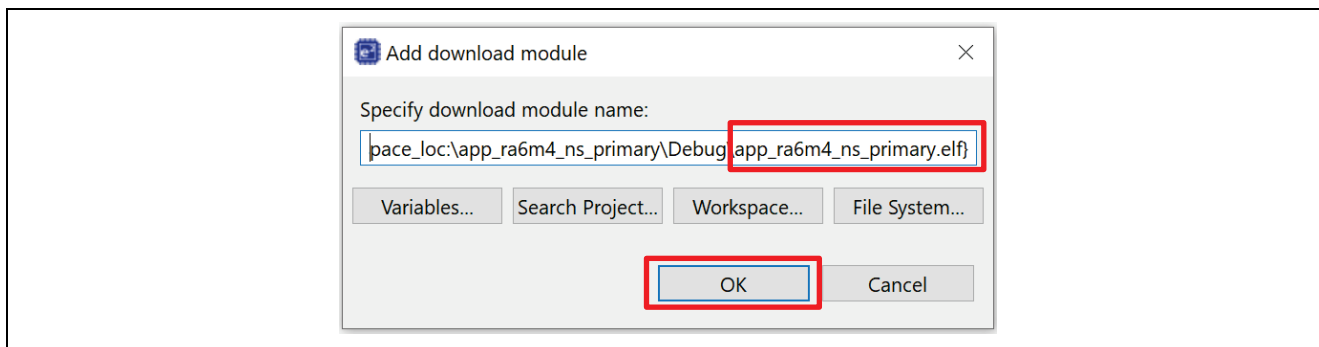 Add download module
Specify download module name:
pace_loc:\app_ra6m4_ns_primary\Debug\app_ra6m4_ns_primary.elf}
Variables... Search Project... Workspace... File System...
OK Cancel